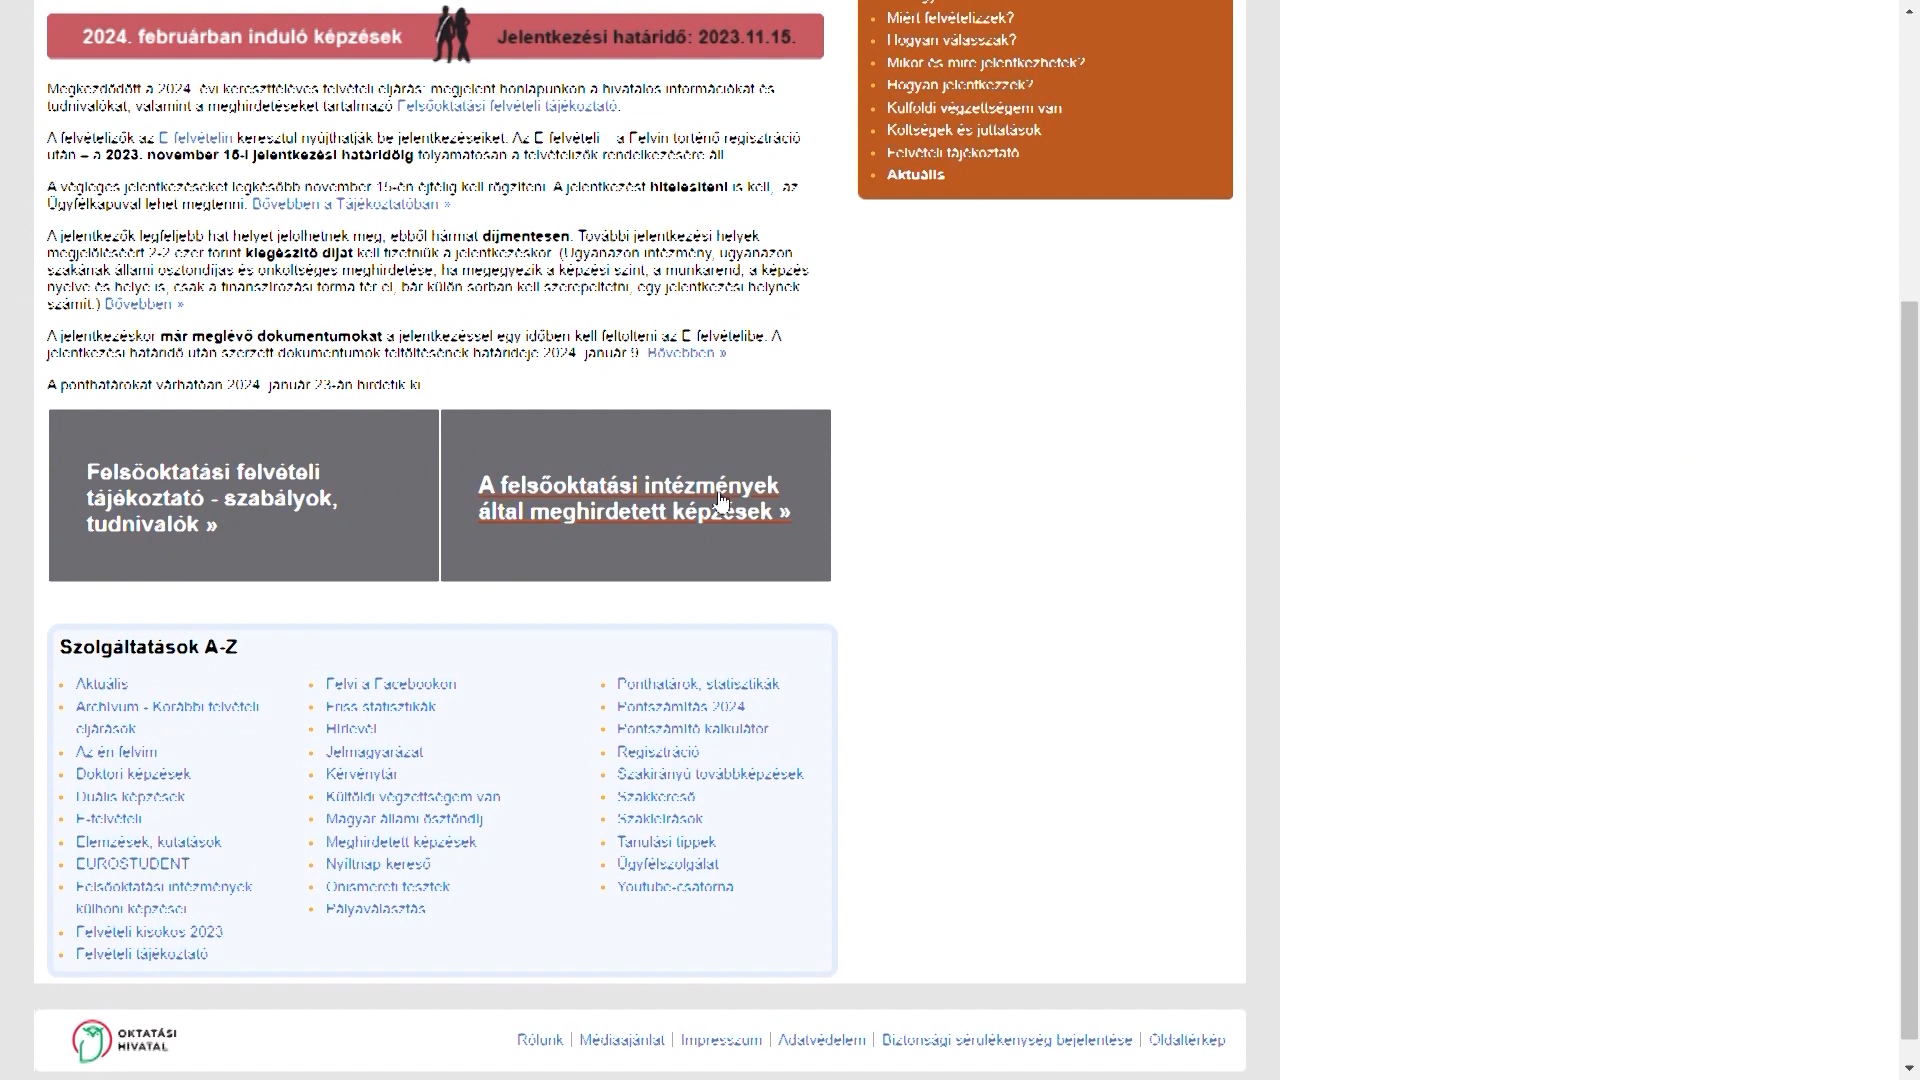 2024. februárban induló képzések
Jelentkezési határidő: 2023.11.15.
Megkezdődött a 2024. évi keresztféléves felvételi eljárás: megjelent honlapunkon a hivatalos információkat és
tudnivalókat, valamint a meghirdetéseket tartalmazó Felsőoktatási felvételi tájékoztató.
A felvételizők az E-felvételin keresztül nyújthatják be jelentkezéseiket. Az E-felvételi – a Felvin történő regisztráció
után – a 2023. november 15-i jelentkezési határidőig folyamatosan a felvételizők rendelkezésére áll.
A végleges jelentkezéseket legkésőbb november 15-én éjfélig kell rögzíteni. A jelentkezést hitelesíteni is kell, az
Ügyfélkapuval lehet megtenni. Bővebben a Tájékoztatóban »
A jelentkezők legfeljebb hat helyet jelölhetnek meg, ebből hármat díjmentesen. További jelentkezési helyek
megjelöléséért 2-2 ezer forint kiegészítő díjat kell fizetniük a jelentkezéskor. (Ugyanazon intézmény, ugyanazon
szakának állami ösztöndíjas és önköltséges meghirdetése, ha megegyezik a képzési szint, a munkarend, a képzés
nyelve és helye is, csak a finanszírozási forma tér el, bár külön sorban kell szerepeltetni, egy jelentkezési helynek
számít.) Bővebben »
A jelentkezéskor már meglévő dokumentumokat a jelentkezéssel egy időben kell feltölteni az E-felvételibe. A
jelentkezési határidő után szerzett dokumentumok feltöltésének határideje 2024. január 9. Bővebben »
A ponthatárokat várhatóan 2024. január 23-án hirdetik ki.
Felsőoktatási felvételi
tájékoztató - szabályok,
tudnivalók »
A felsőoktatási intézmények
által meghirdetett képzések »
Miért felvételizzek?
Hogyan válasszak?
Mikor és mire jelentkezhetek?
Hogyan jelentkezzek?
Külföldi végzettségem van
Költségek és juttatások
Felvételi tájékoztató
Aktuális
Szolgáltatások A-Z
Aktuális
Archívum - Korábbi felvételi
eljárások
Az én felvim
Doktori képzések
Duális képzések
E-felvételi
Elemzések, kutatások
EUROSTUDENT
Felsőoktatási intézmények
külhoni képzései
Felvételi kisokos 2023
Felvételi tájékoztató
Felvi a Facebookon
Friss statisztikák
Hírlevél
Jelmagyarázat
Kérvénytár
Külföldi végzettségem van
Magyar állami ösztöndíj
Meghirdetett képzések
Nyíltnap kereső
Önismereti tesztek
Pályaválasztás
Ponthatárok, statisztikák
Pontszámítás 2024
Pontszámító kalkulátor
Regisztráció
Szakirányú továbbképzések
Szakkereső
Szakleírások
Tanulási tippek
Ügyfélszolgálat
Youtube-csatorna
OKTATÁSI
HIVATAL
Rólunk | Médiaajánlat | Impresszum | Adatvédelem | Biztonsági sérülékenység bejelentése | Oldaltérkép